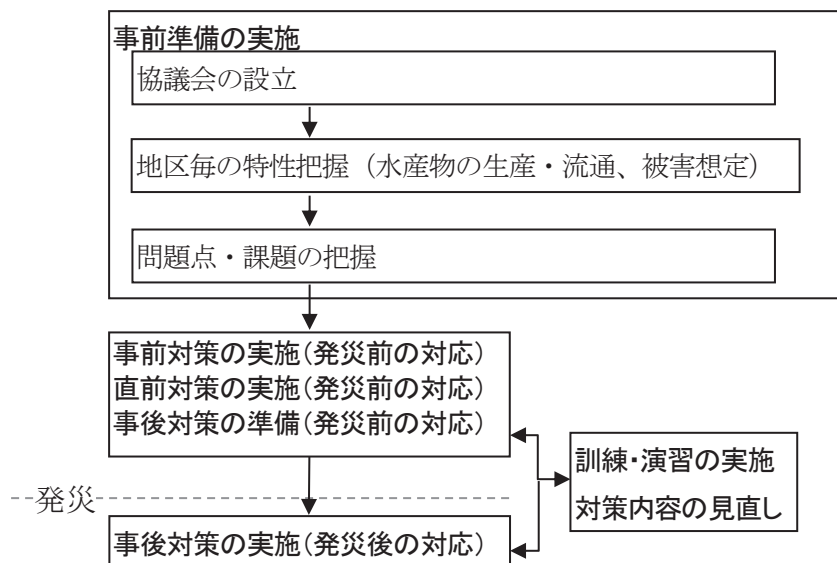 事前準備の実施
協議会の設立
地区毎の特性把握（水産物の生産・流通、被害想定）
問題点・課題の把握
事前対策の実施（発災前の対応）
直前対策の実施（発災前の対応）
事後対策の準備（発災前の対応）
訓練・演習の実施
対策内容の見直し
発災
事後対策の実施（発災後の対応）